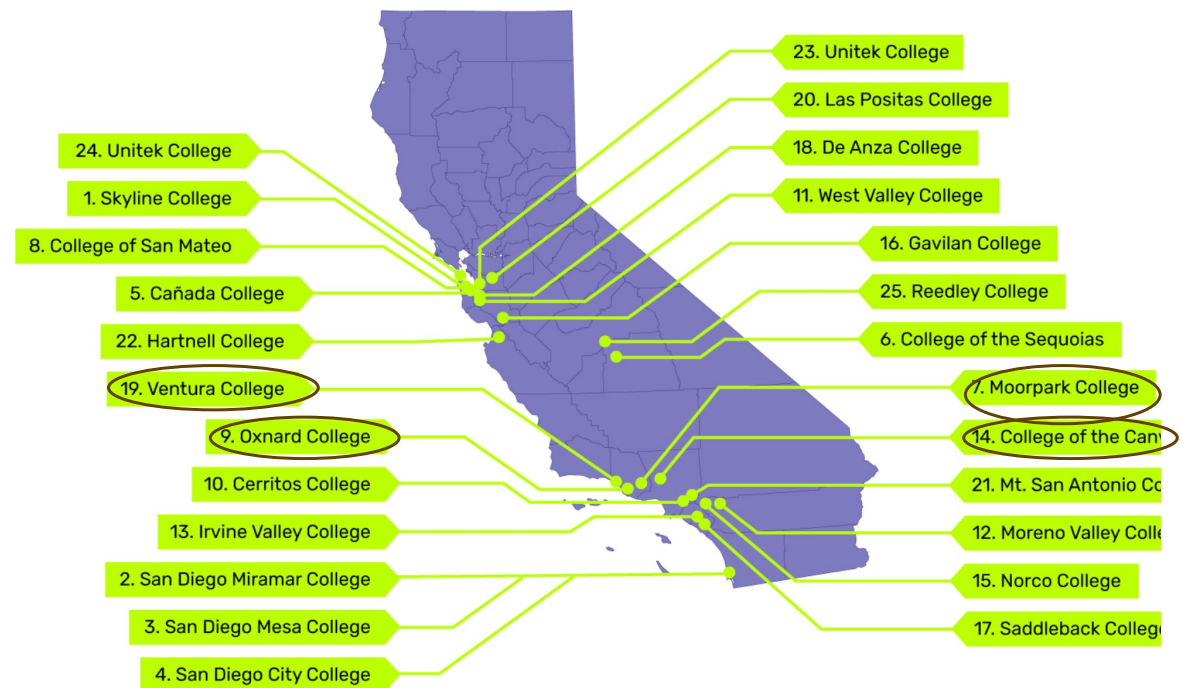 23. Unitek College
20. Las Positas College
24. Unitek College
18. De Anza College
1. Skyline College
11. West Valley College
8. College of San Mateo
16. Gavilan College
5. Cañada College
25. Reedley College
22. Hartnell College
6. College of the Sequoias
19. Ventura College
7. Moorpark College
9. Oxnard College
14. College of the
10. Cerritos College
21. Mt. San Antonio
13. Irvine Valley College
12. Moreno Valley
2. San Diego Miramar College
15. Norco College
3. San Diego Mesa College
17. Saddleback
4. San Diego City College